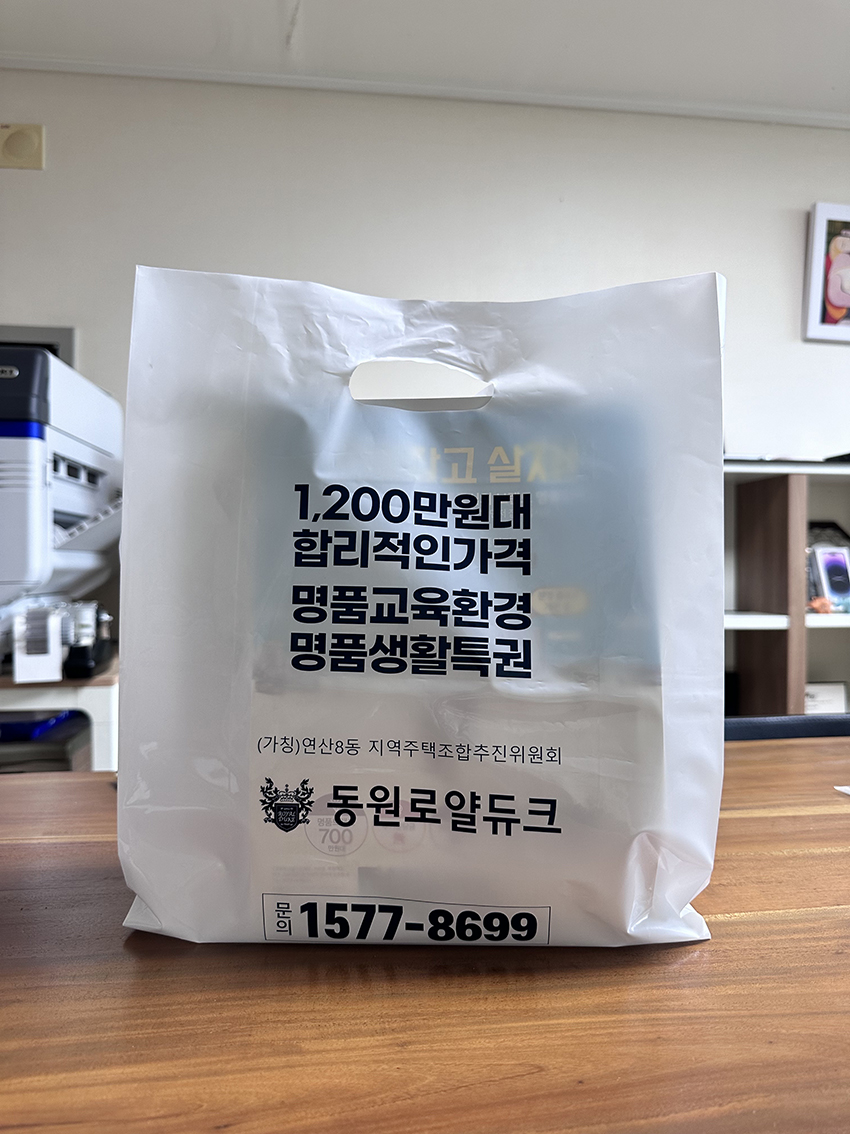 1,200만원대
합리적인가격
명품교육환경
명품생활특권
(가칭)연산8동 지역주택조합추진위원회
동원로얄듀크
700
문의 1577-8699